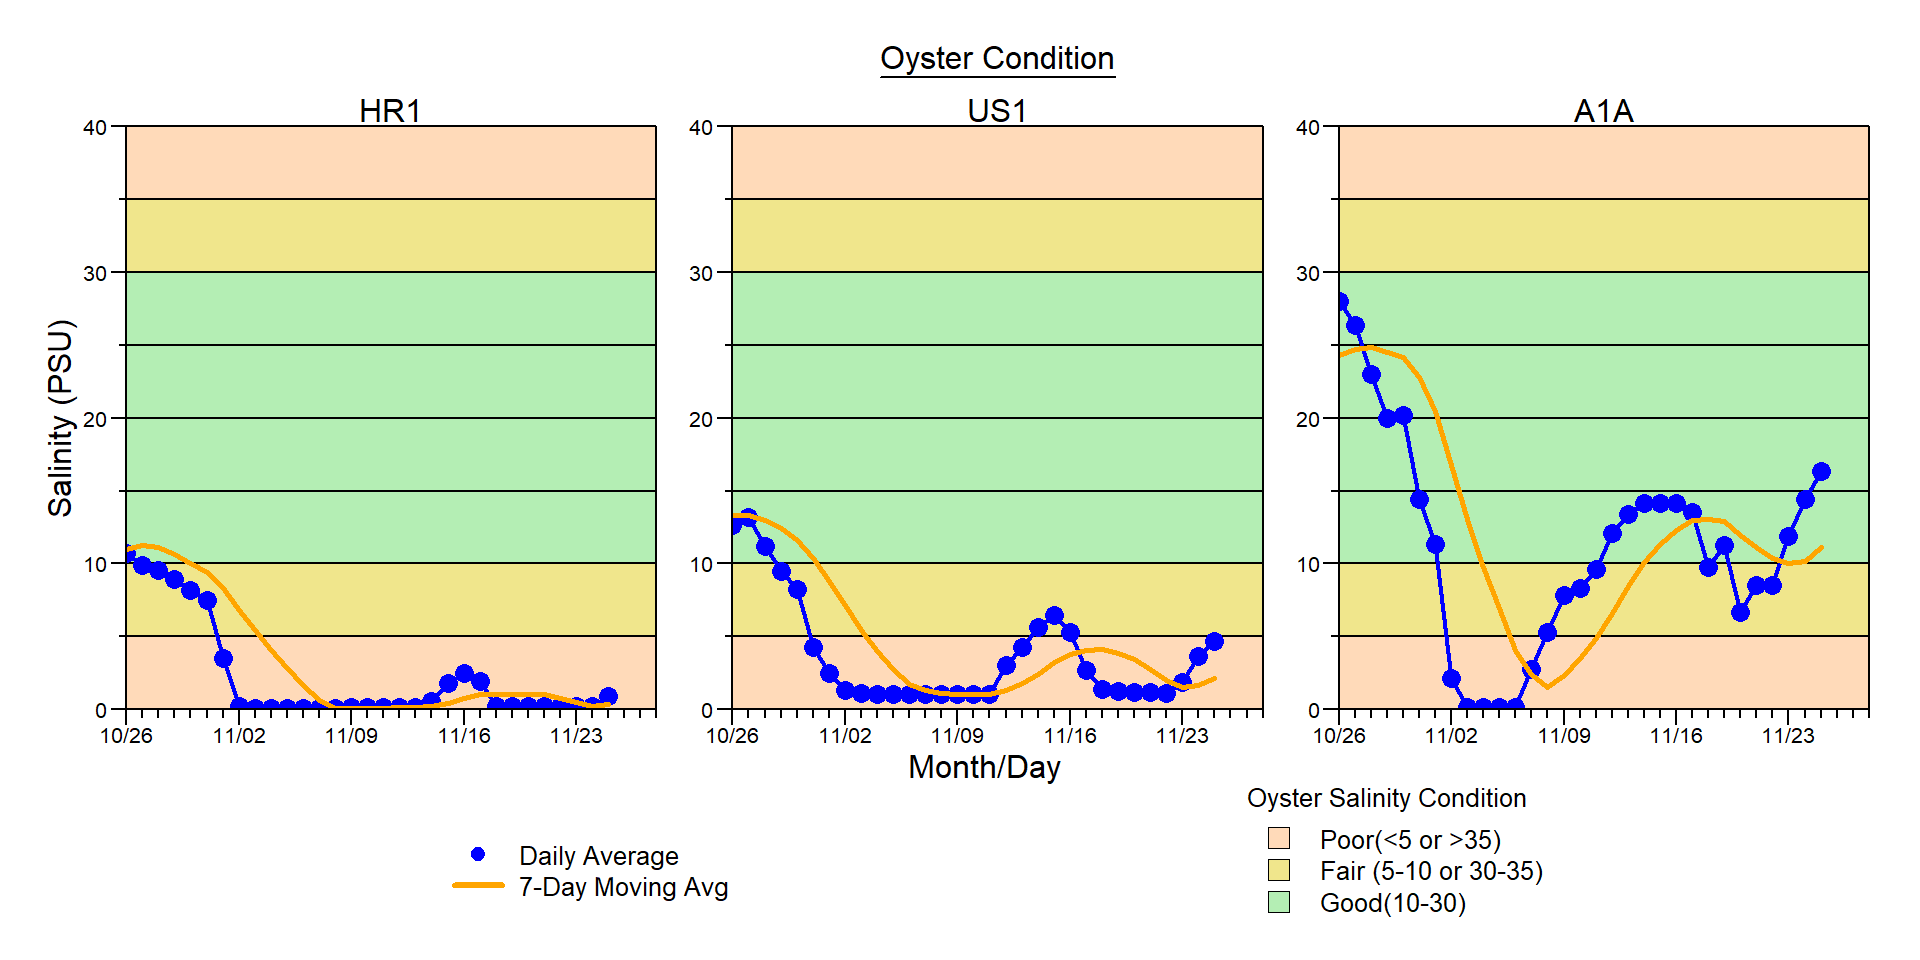 Oyster Condition
HR1
US1
A1A
Salinity (PSU)
40
30
20
10
0
40
30
20
10
0
40
30
20
10
0
10/26 11/02 11/09 11/16 11/23
10/26 11/02 11/09 11/16 11/23
10/26 11/02 11/09 11/16 11/23
Month/Day
Daily Average
7-Day Moving Avg
Oyster Salinity Condition
Poor(<5 or >35)
Fair (5-10 or 30-35)
Good(10-30)